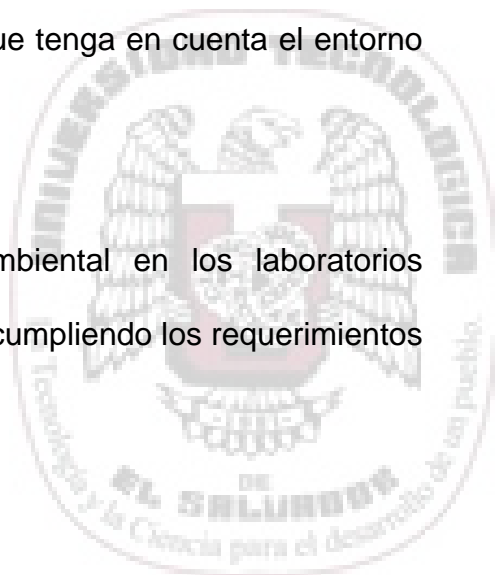 ue tenga en cuenta el entorno
UNIVERSIDAD TECNOLOGICA
mbiental en los laboratorios
cumpliendo los requerimientos
La Tecnología y la Ciencia para el desarrollo de un pueblo.
DE
EL SALVADOR